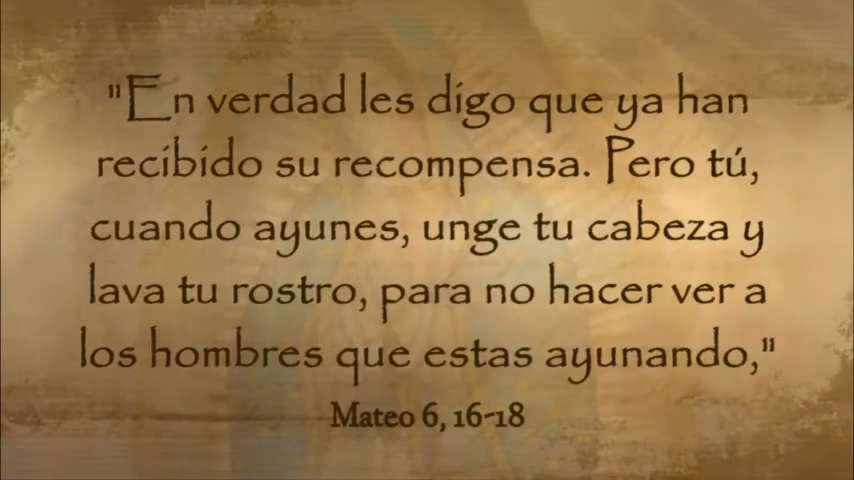 "En verdad les digo que ya han
recibido su recompensa. Pero tú,
cuando ayunes, unge tu cabeza y
lava tu rostro, para no hacer ver a
los hombres que estas ayunando,"
Mateo 6, 16-18